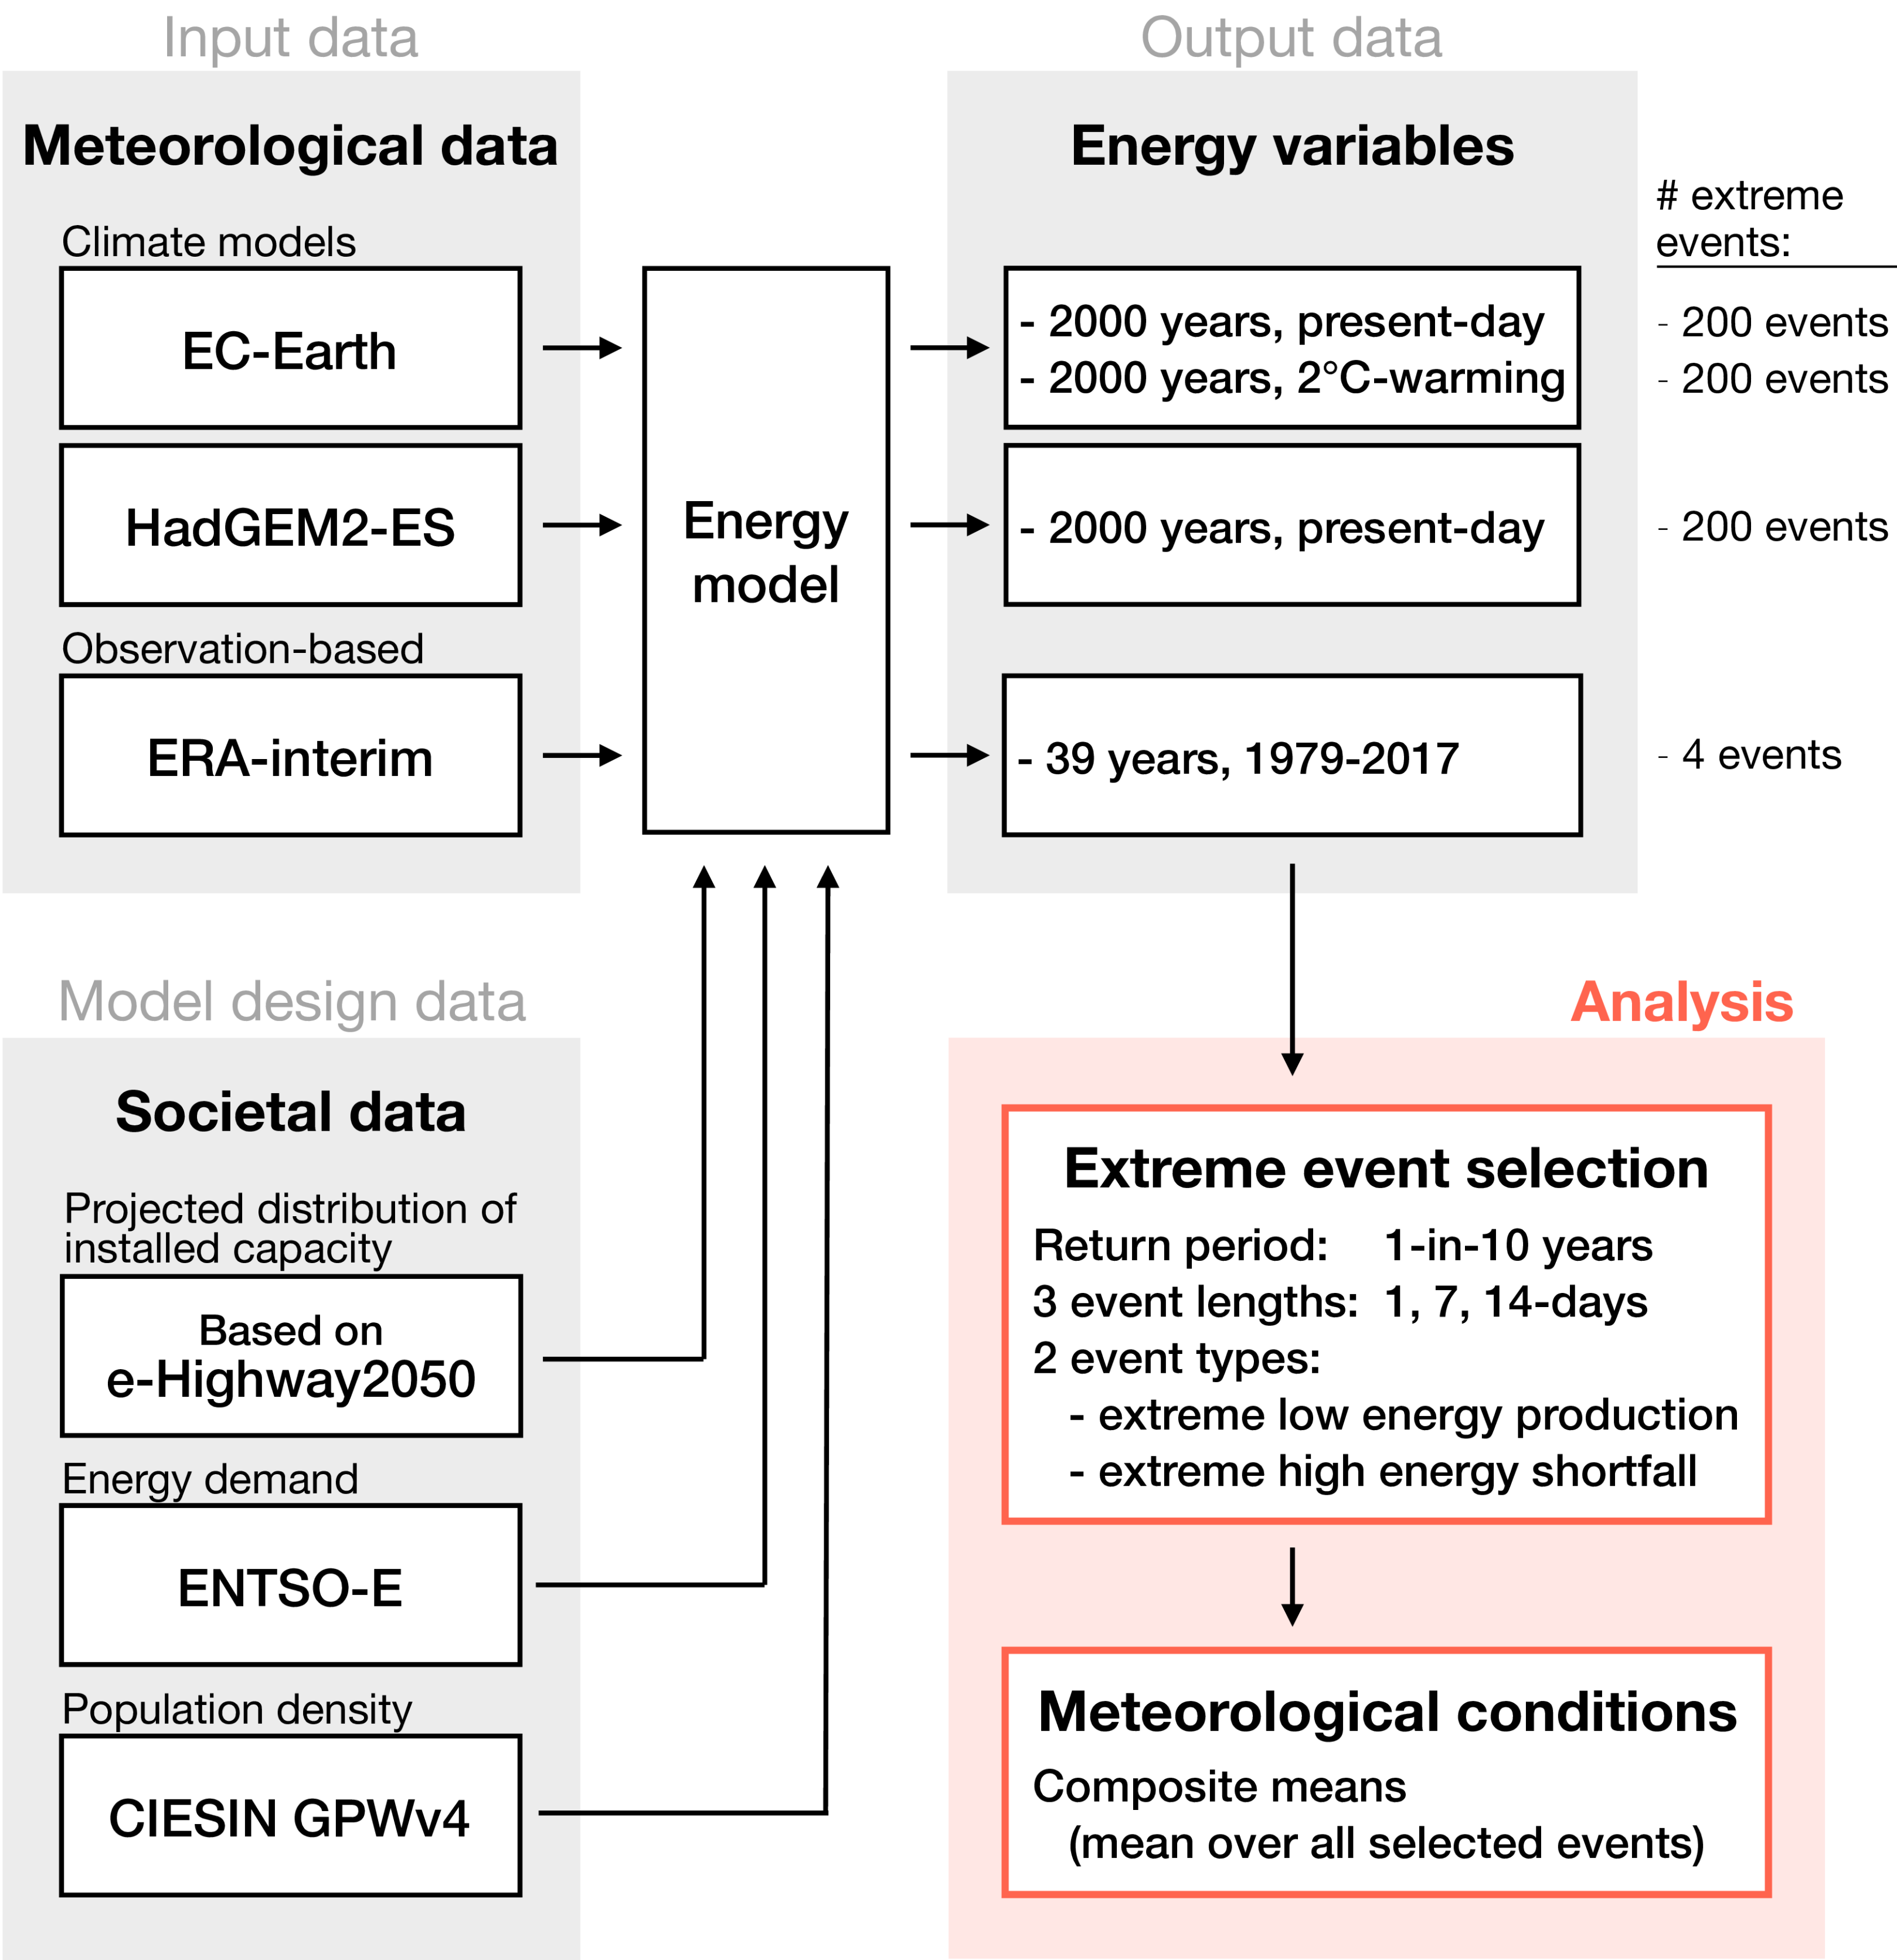 Input data
Meteorological data
Climate models
EC-Earth
HadGEM2-ES
Observation-based
ERA-interim
Energy
model
Output data
Energy variables
# extreme
events:
- 2000 years, present-day
- 2000 years, 2°C-warming
- 200 events
- 200 events
- 2000 years, present-day
- 200 events
- 39 years, 1979-2017
- 4 events
Model design data
Societal data
Projected distribution of
installed capacity
Based on
e-Highway2050
Energy demand
ENTSO-E
Population density
CIESIN GPWv4
Analysis
Extreme event selection
Return period: 1-in-10 years
3 event lengths: 1, 7, 14-days
2 event types:
- extreme low energy production
- extreme high energy shortfall
Meteorological conditions
Composite means
(mean over all selected events)